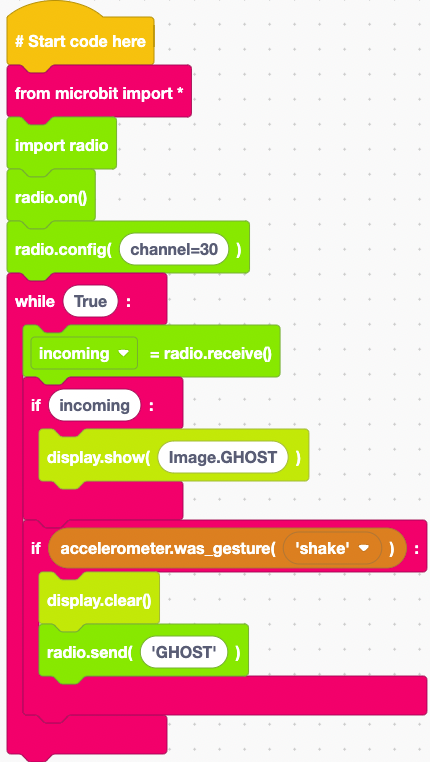 # Start code here
from microbit import *
import radio
radio.on()
radio.config( channel=30 )
while True :
incoming = radio.receive()
if incoming :
display.show( Image.GHOST )
if accelerometer.was_gesture( 'shake' ) :
display.clear()
radio.send( 'GHOST' )